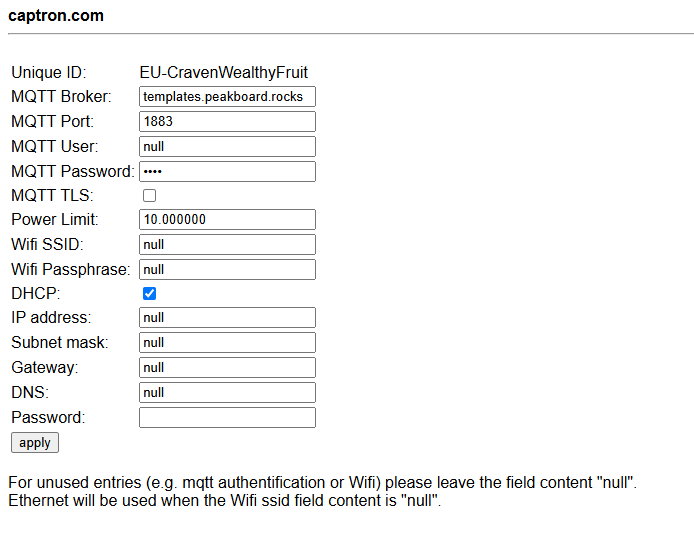 captron.com
Unique ID: EU-CravenWealthyFruit
MQTT Broker: templates.peakboard.rocks
MQTT Port: 1883
MQTT User: null
MQTT Password: ••••
MQTT TLS:
Power Limit: 10.000000
Wifi SSID: null
Wifi Passphrase: null
DHCP:
IP address: null
Subnet mask: null
Gateway: null
DNS: null
Password:
apply
For unused entries (e.g. mqtt authentification or Wifi) please leave the field content "null".
Ethernet will be used when the Wifi ssid field content is "null".